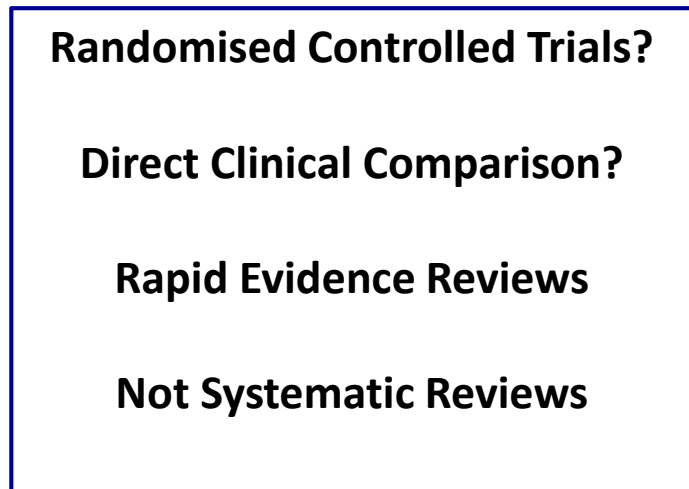 Randomised Controlled Trials?
Direct Clinical Comparison?
Rapid Evidence Reviews
Not Systematic Reviews